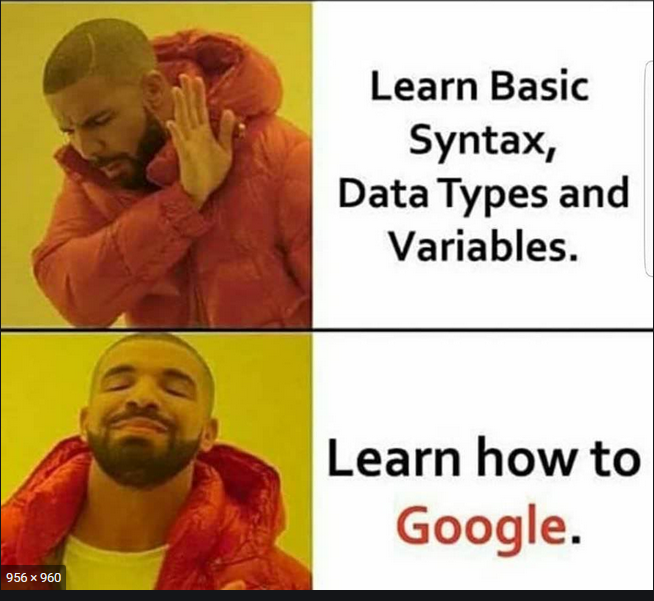 Learn Basic
Syntax,
Data Types and
Variables.
Learn how to
Google.
956 × 960